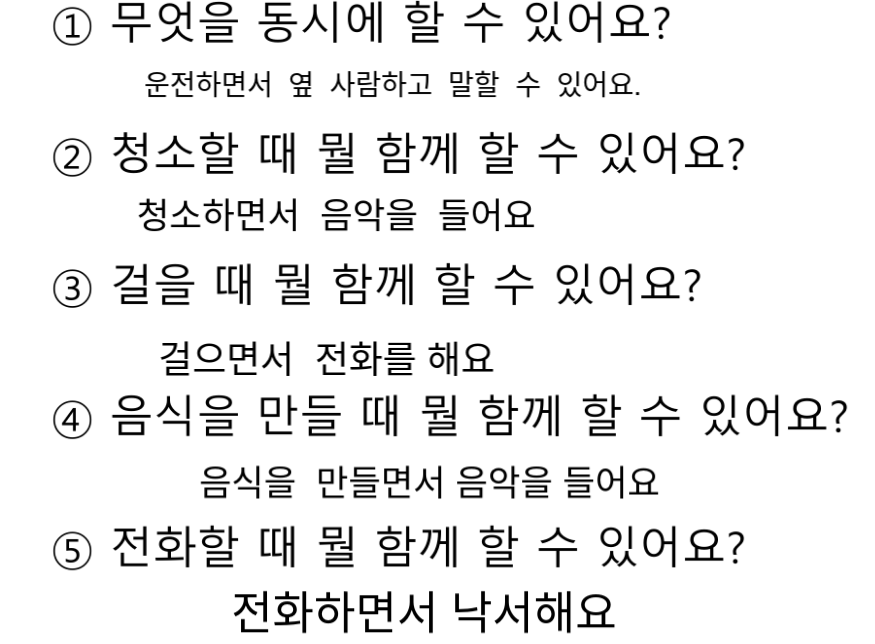 ① 무엇을 동시에 할 수 있어요?
운전하면서 옆 사람하고 말할 수 있어요.
② 청소할 때 뭘 함께 할 수 있어요?
청소하면서 음악을 들어요
③ 걸을 때 뭘 함께 할 수 있어요?
걸으면서 전화를 해요
④ 음식을 만들 때 뭘 함께 할 수 있어요?
음식을 만들면서 음악을 들어요
⑤ 전화할 때 뭘 함께 할 수 있어요?
전화하면서 낙서해요